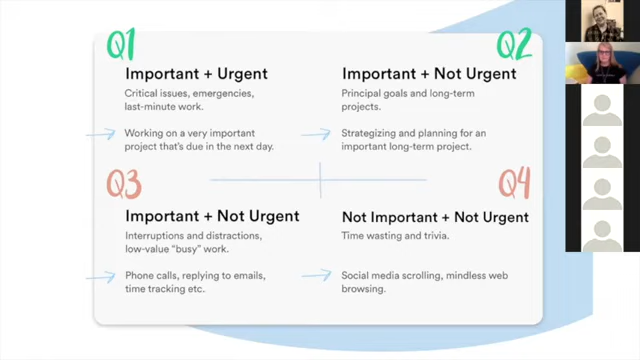 Q1
Important + Urgent
Critical issues, emergencies,
last-minute work.
Working on a very important
project that's due in the next day.
Q2
Important + Not Urgent
Principal goals and long-term
projects.
Strategizing and planning for an
important long-term project.
Q3
Important + Not Urgent
Interruptions and distractions,
low-value “busy” work.
Phone calls, replying to emails,
time tracking etc.
Q4
Not Important + Not Urgent
Time wasting and trivia.
Social media scrolling, mindless web
browsing.